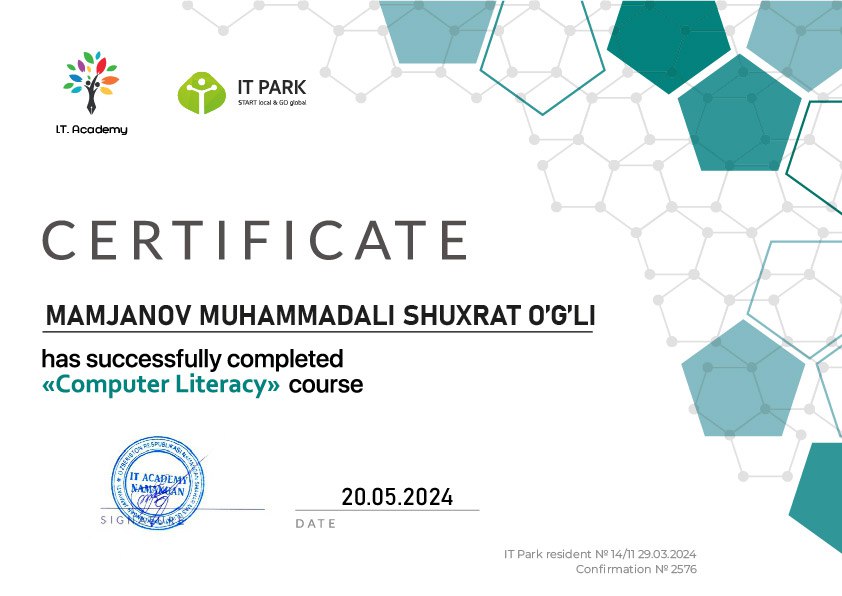 I.T. Academy
IT PARK
START local & GO global
CERTIFICATE
MAMJANOV MUHAMMADALI SHUXRAT O'G'LI
has successfully completed
«Computer Literacy» course
IT ACADEMY
NAMANGAN
SIGNATURE
20.05.2024
DATE
IT Park resident № 14/11 29.03.2024
Confirmation № 2576